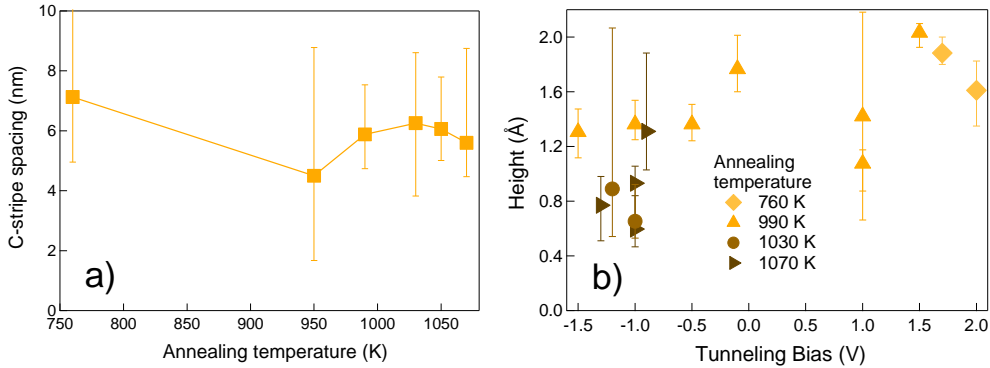 10
8
6
4
2
0
C-stripe spacing (nm)
a)
750
800
850
900
950
1000
1050
Annealing temperature (K)
2.0
1.6
1.2
0.8
0.4
0.0
Height (Å)
Annealing
temperature
760 K
990 K
1030 K
1070 K
b)
-1.5
-1.0
-0.5
0.0
1.0
1.5
2.0
Tunneling Bias (V)